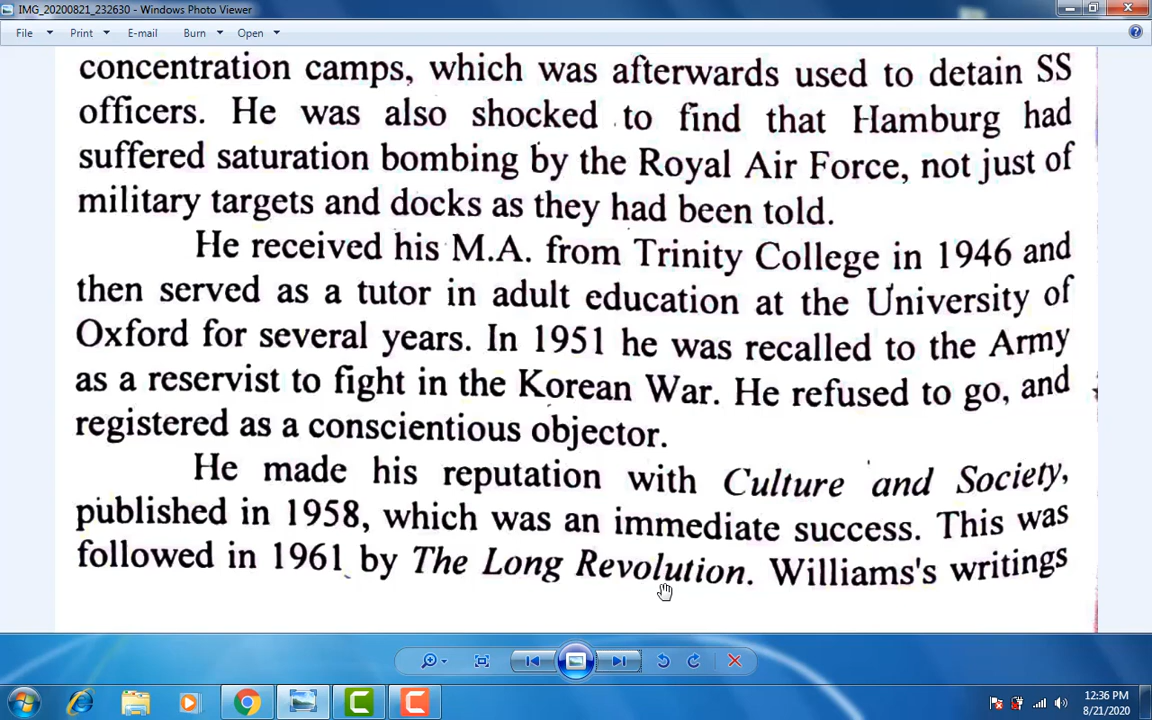 IMG_20200821_232630 - Windows Photo Viewer
File Print E-mail Burn Open
concentration camps, which was afterwards used to detain SS
officers. He was also shocked to find that Hamburg had
suffered saturation bombing by the Royal Air Force, not just of
military targets and docks as they had been told.
He received his M.A. from Trinity College in 1946 and
then served as a tutor in adult education at the University of
Oxford for several years. In 1951 he was recalled to the Army
as a reservist to fight in the Korean War. He refused to go, and
registered as a conscientious objector.
He made his reputation with Culture and Society,
published in 1958, which was an immediate success. This was
followed in 1961 by The Long Revolution. Williams's writings
12:36 PM
8/21/2020